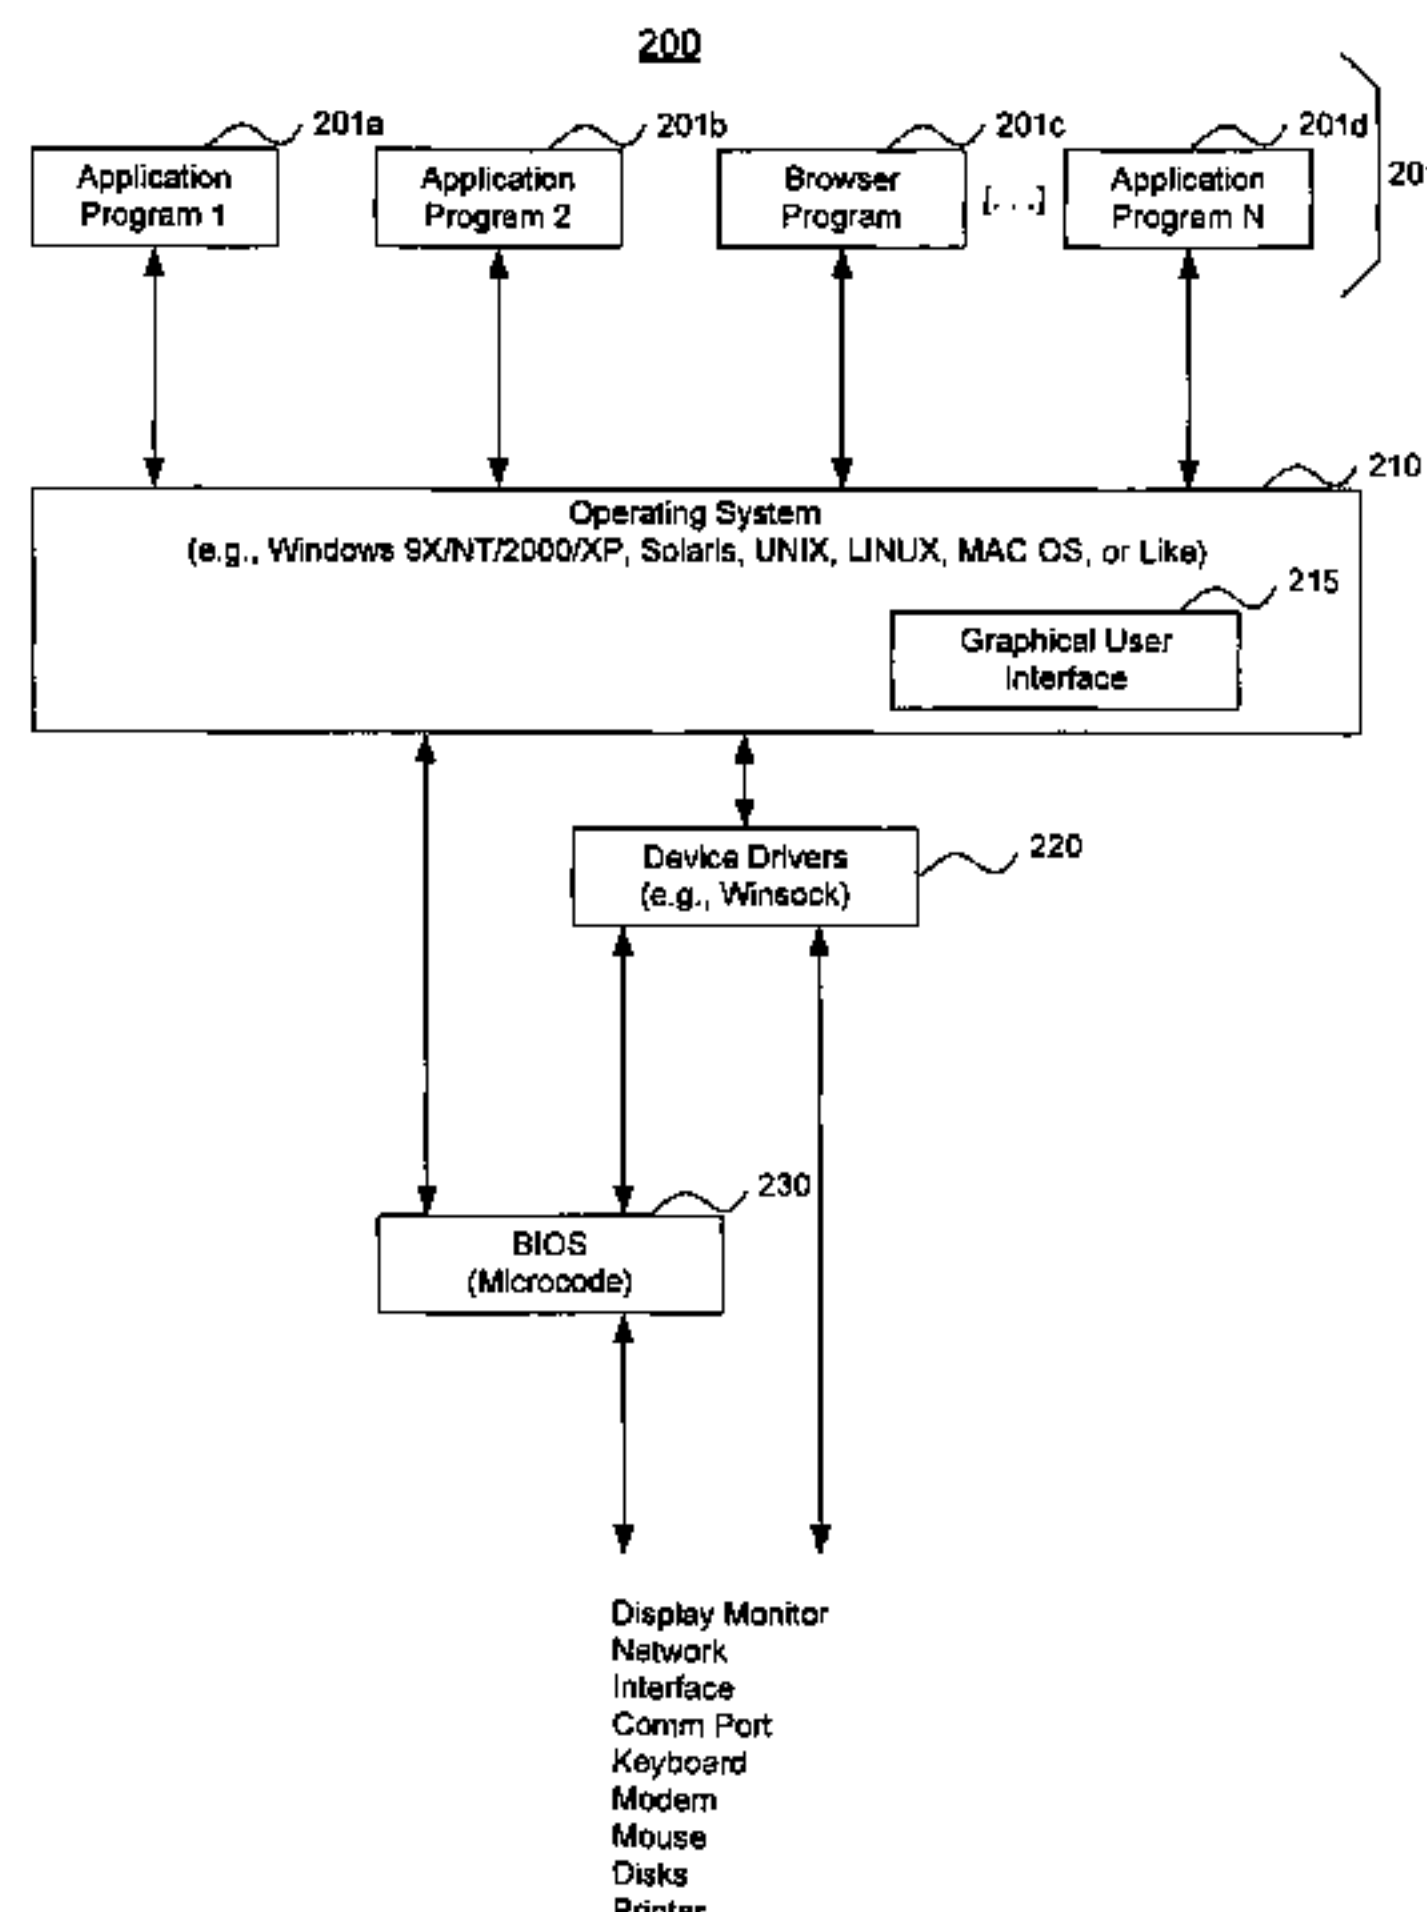 200
201a
201b
201c
201d
Application
Program 1
Application
Program 2
Browser
Program
[. . .]
Application
Program N
210
Operating System
(e.g., Windows 9X/NT/2000/XP, Solaris, UNIX, LINUX, MAC OS, or Like)
215
Graphical User
Interface
220
Device Drivers
(e.g., Winsock)
230
BIOS
(Microcode)
Display Monitor
Network
Interface
Comm Port
Keyboard
Modem
Mouse
Disks
Printer